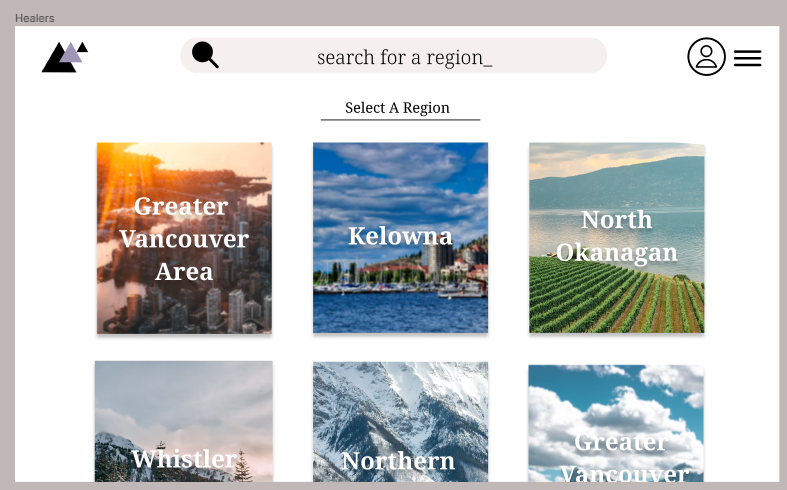 Healers
search for a region_
Select A Region
Greater
Vancouver
Area
Kelowna
North
Okanagan
Whistler
Northern
Greater
Vancouver